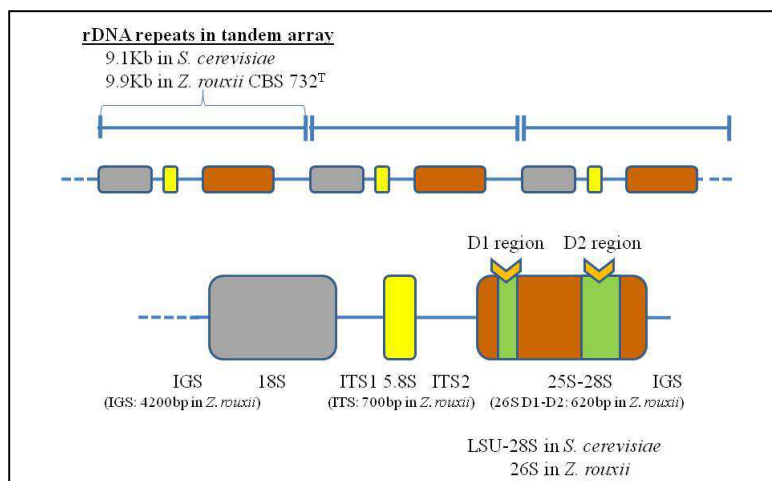 rDNA repeats in tandem array
9.1Kb in S. cerevisiae
9.9Kb in Z. rouxii CBS 732ᵀ
D1 region D2 region
IGS 18S ITS1 5.8S ITS2 25S-28S IGS
(IGS: 4200bp in Z. rouxii) (ITS: 700bp in Z. rouxii) (26S D1-D2: 620bp in Z. rouxii)
LSU-28S in S. cerevisiae
26S in Z. rouxii